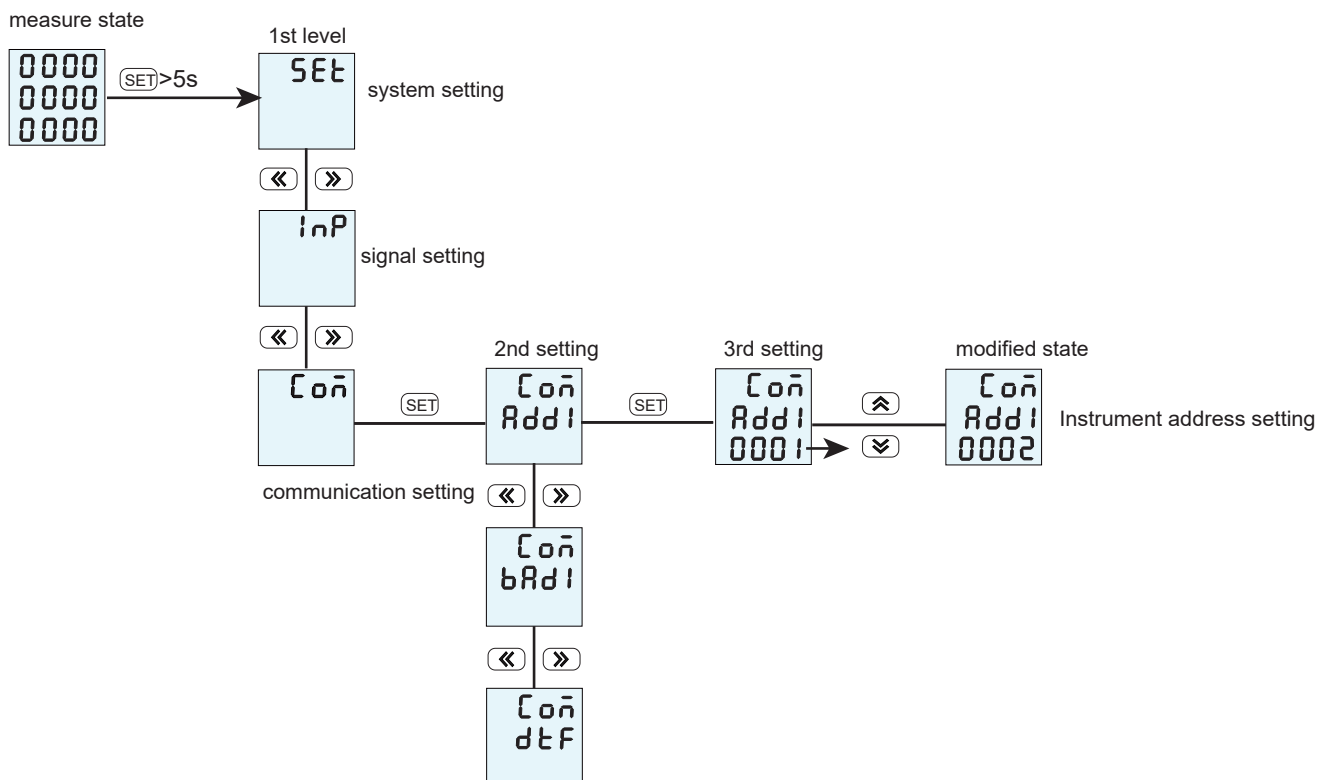 measure state
0000
0000
0000
SET >5s
1st level
SEt
system setting
InP
signal setting
Con
communication setting
SET
2nd setting
Con
Add1
SET
3rd setting
Con
Add1
0001
modified state
Con
Add1
0002
Instrument address setting
Con
bAd1
Con
dtF